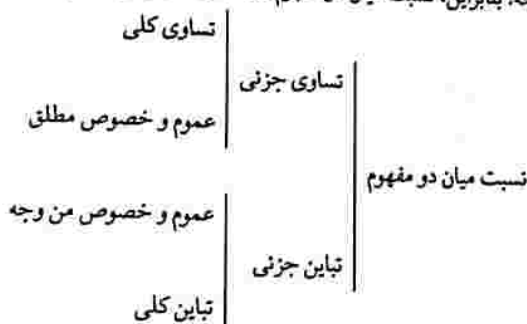 تساوی کلی
تساوی جزئی
عموم و خصوص مطلق
نسبت میان دو مفهوم
عموم و خصوص من وجه
تباین جزئی
تباین کلی